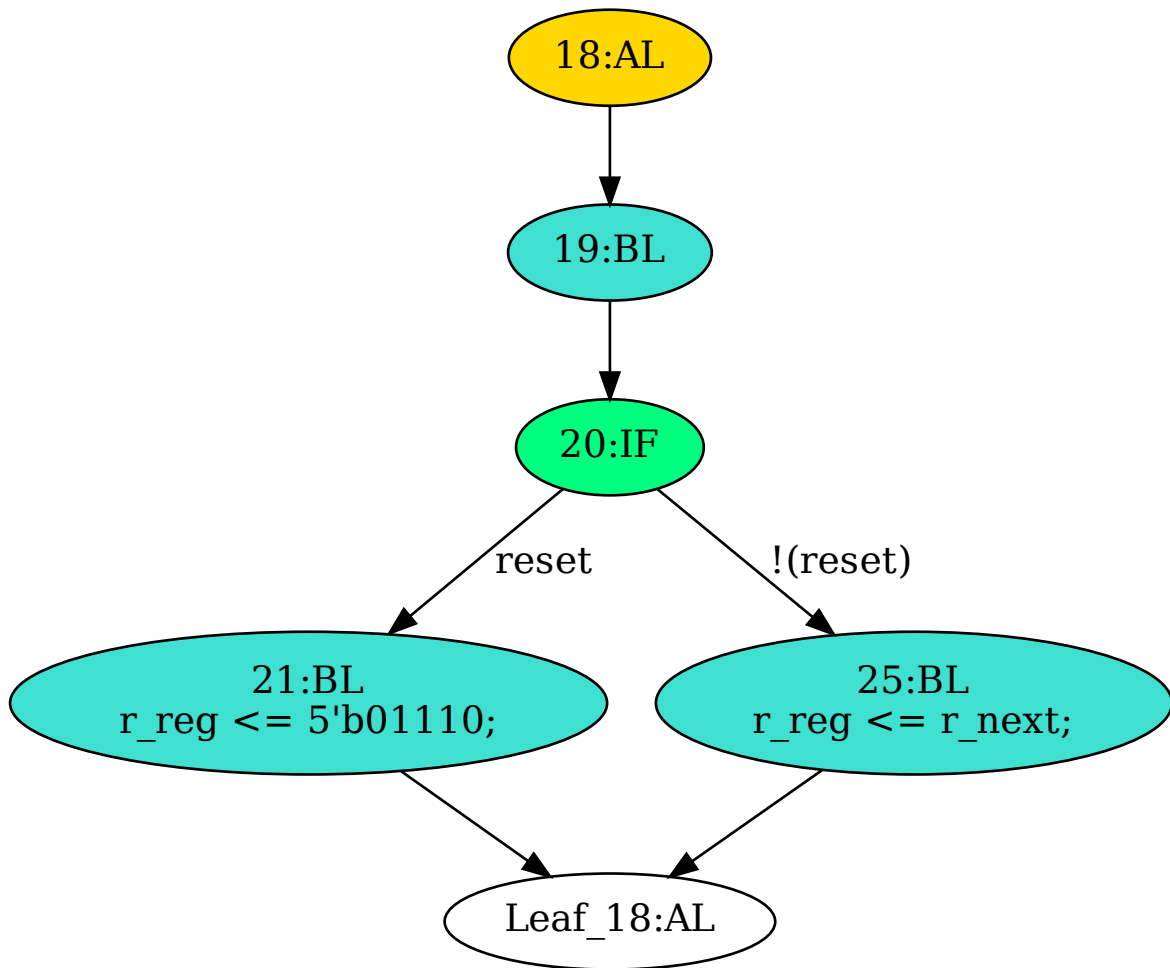 18:AL
19:BL
20:IF
reset
!(reset)
21:BL
r_reg <= 5'b01110;
25:BL
r_reg <= r_next;
Leaf_18:AL